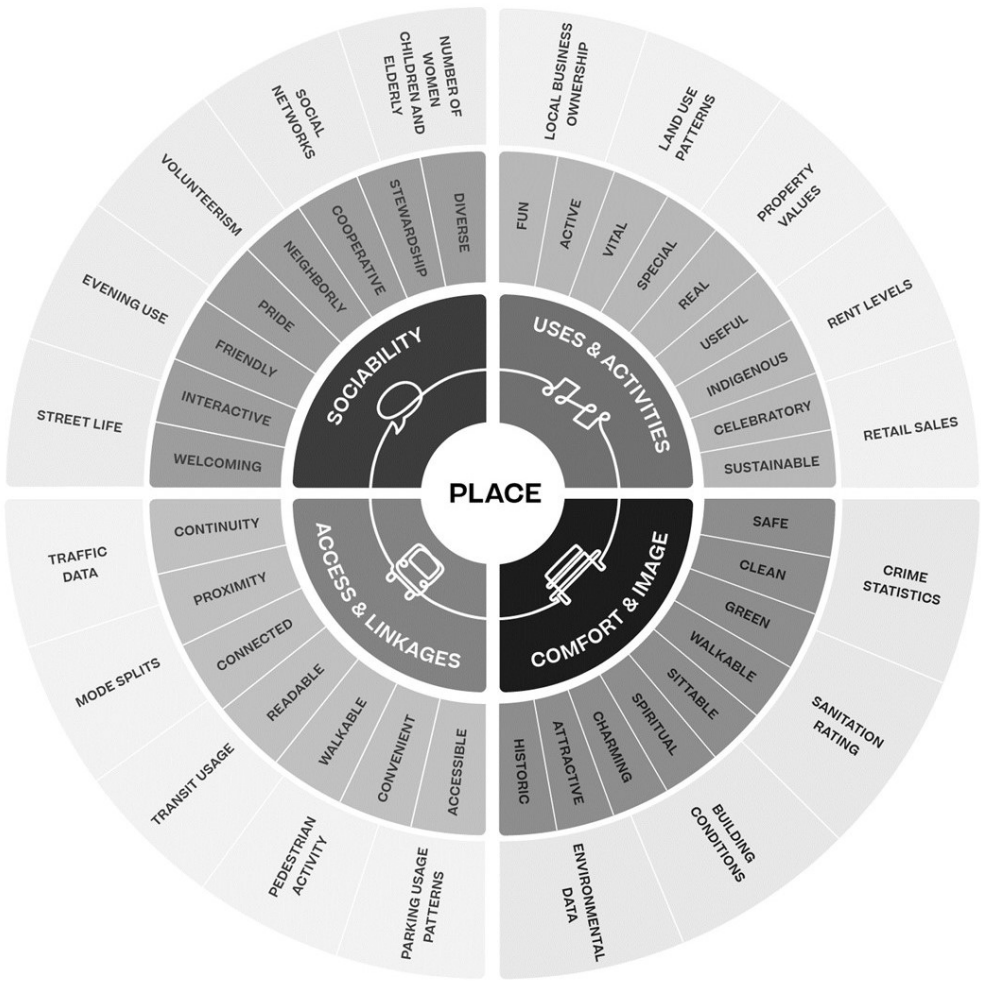 PLACE
SOCIABILITY
USES & ACTIVITIES
COMFORT & IMAGE
ACCESS & LINKAGES
WELCOMING
INTERACTIVE
FRIENDLY
PRIDE
NEIGHBORLY
COOPERATIVE
STEWARDSHIP
DIVERSE
FUN
ACTIVE
VITAL
SPECIAL
REAL
USEFUL
INDIGENOUS
CELEBRATORY
SUSTAINABLE
SAFE
CLEAN
GREEN
WALKABLE
SITTABLE
SPIRITUAL
CHARMING
ATTRACTIVE
HISTORIC
ACCESSIBLE
CONVENIENT
WALKABLE
READABLE
CONNECTED
PROXIMITY
CONTINUITY
STREET LIFE
EVENING USE
VOLUNTEERISM
SOCIAL
NETWORKS
NUMBER OF
WOMEN
CHILDREN AND
ELDERLY
LOCAL BUSINESS
OWNERSHIP
LAND USE
PATTERNS
PROPERTY
VALUES
RENT LEVELS
RETAIL SALES
CRIME
STATISTICS
SANITATION
RATING
BUILDING
CONDITIONS
ENVIRONMENTAL
DATA
PARKING USAGE
PATTERNS
PEDESTRIAN
ACTIVITY
TRANSIT USAGE
MODE SPLITS
TRAFFIC
DATA